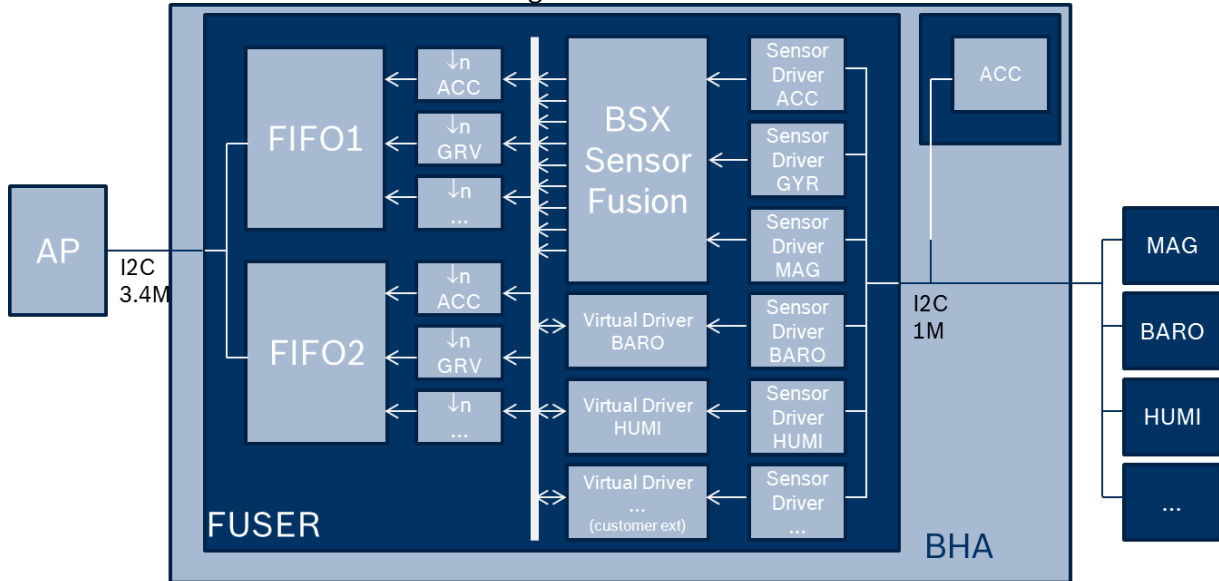 AP
I2C
3.4M
FIFO1
FIFO2
↓n
ACC
↓n
GRV
↓n
...
↓n
ACC
↓n
GRV
↓n
...
BSX
Sensor
Fusion
Virtual Driver
BARO
Virtual Driver
HUMI
Virtual Driver
...
(customer ext)
Sensor
Driver
ACC
Sensor
Driver
GYR
Sensor
Driver
MAG
Sensor
Driver
BARO
Sensor
Driver
HUMI
Sensor
Driver
...
FUSER
I2C
1M
ACC
BHA
MAG
BARO
HUMI
...